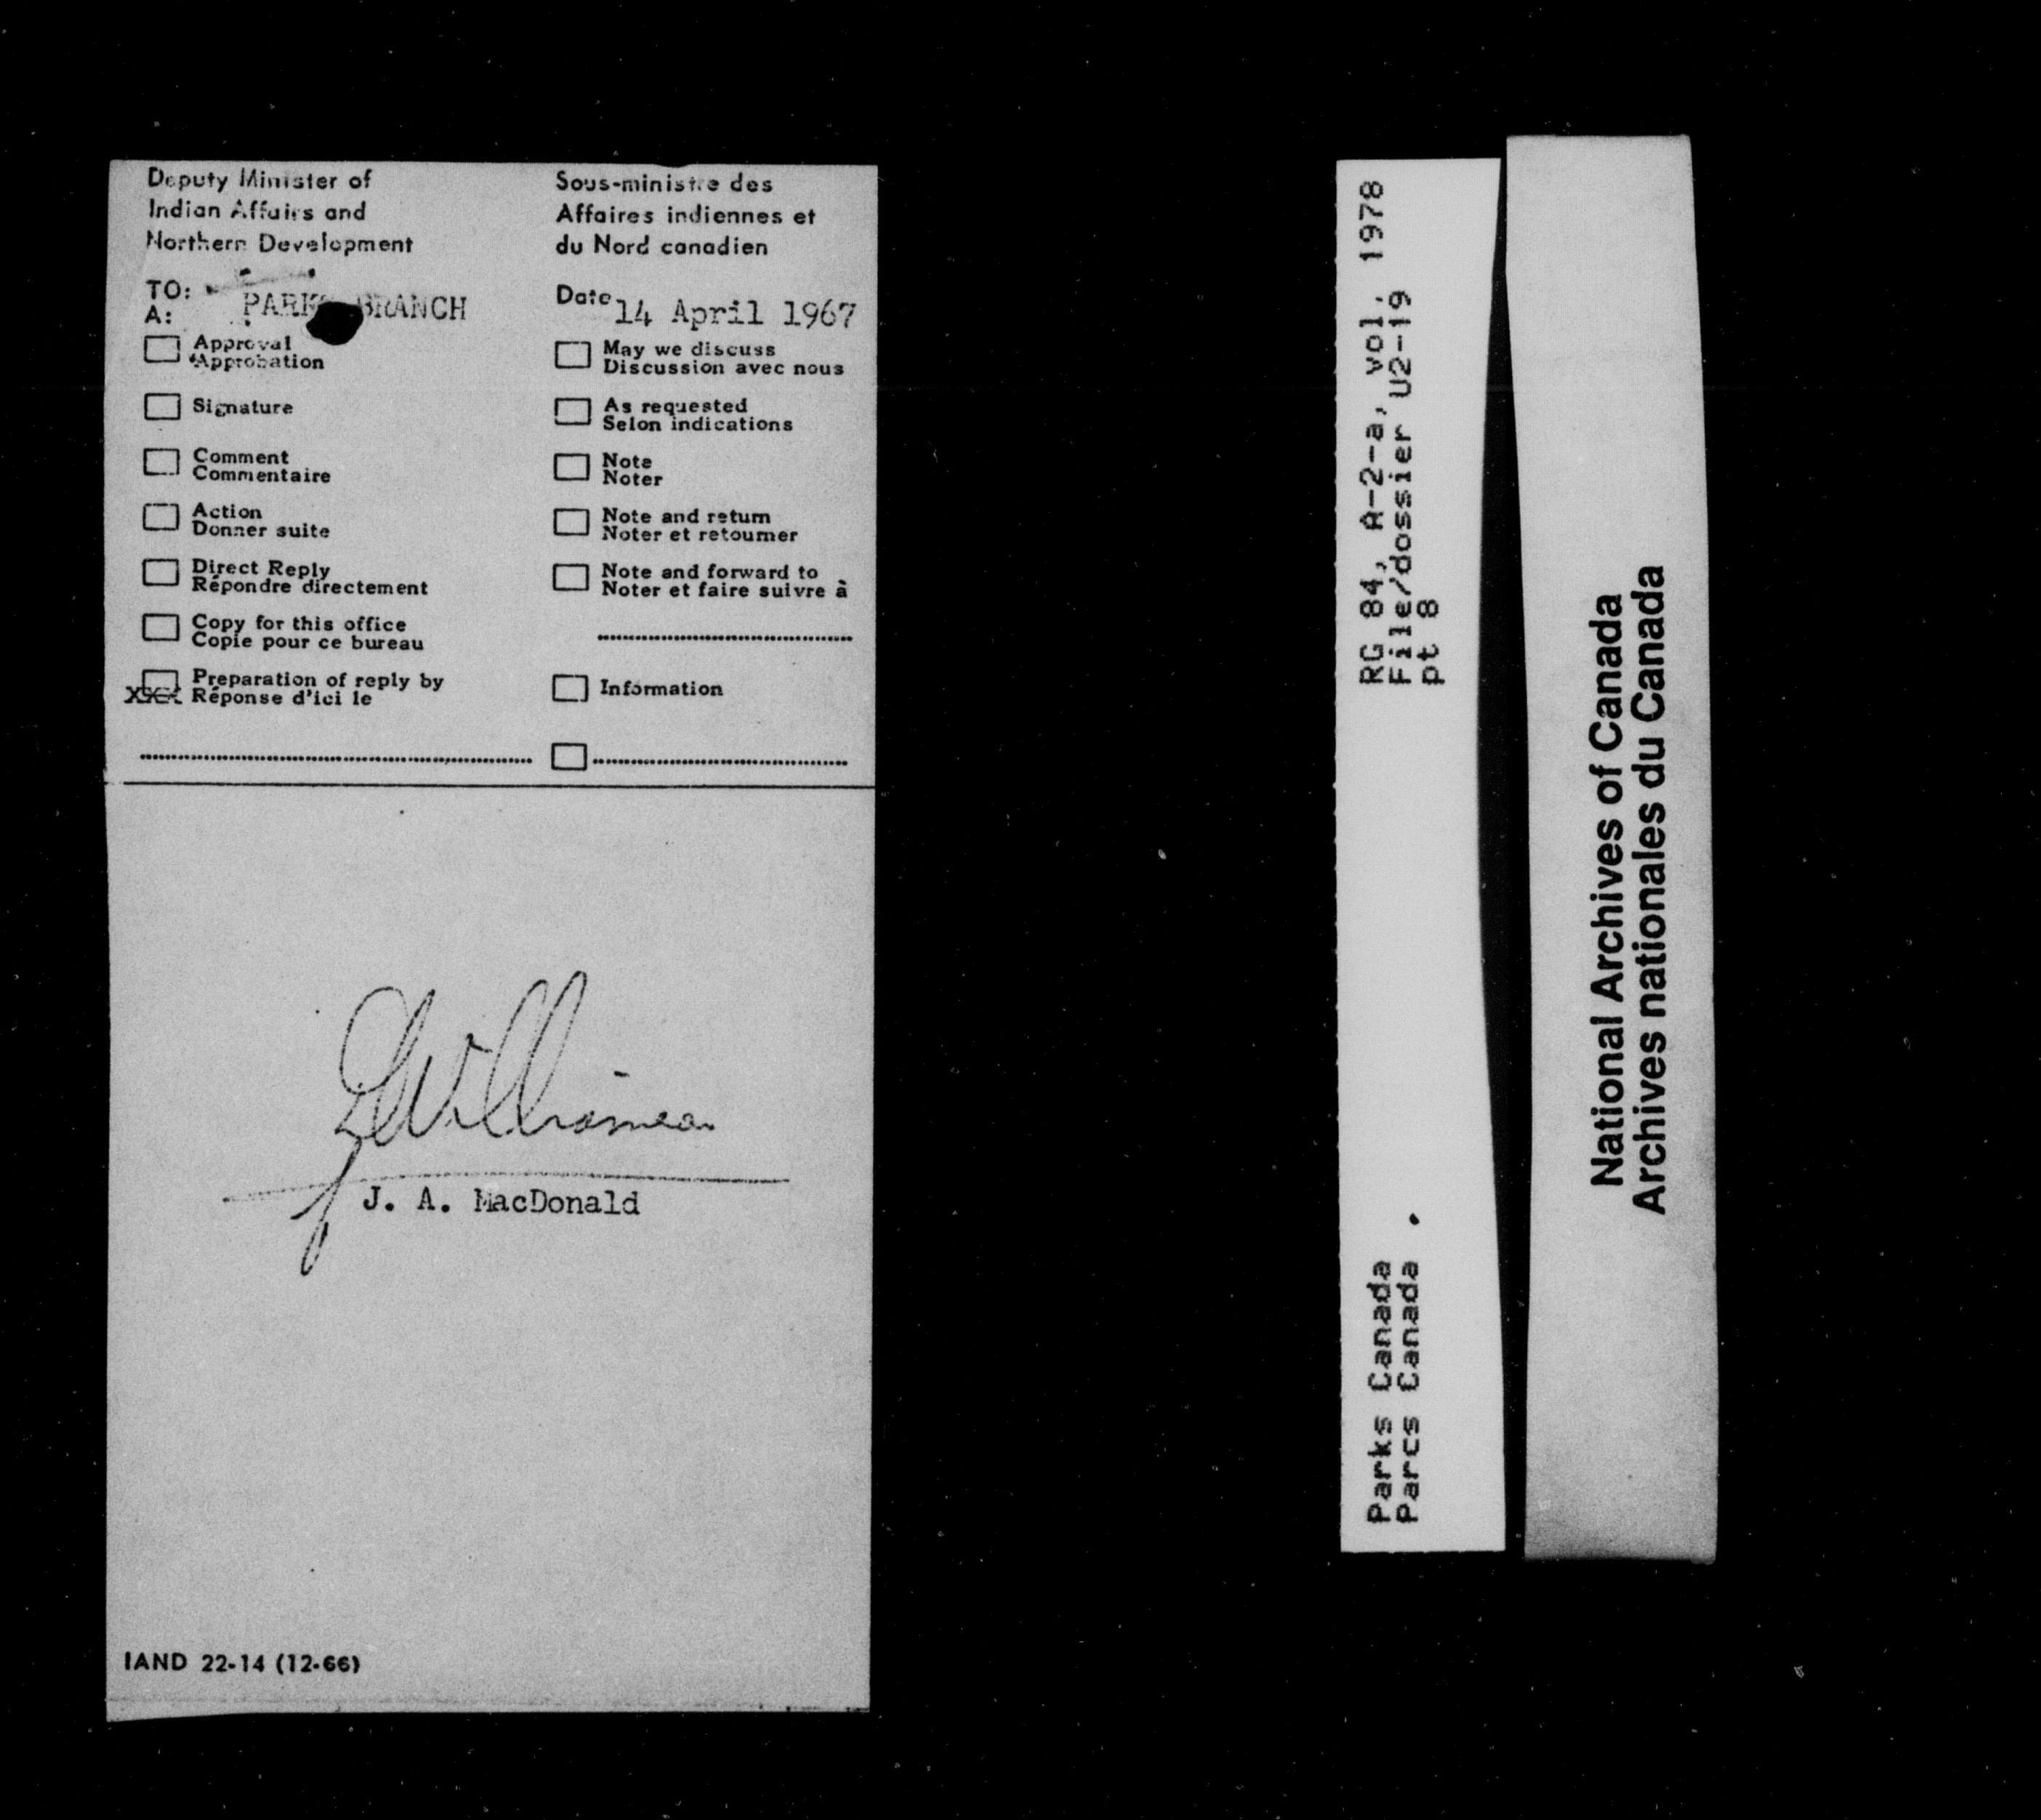 Deputy Minister of
Indian Affairs and
Northern Development
Sous-ministre des
Affaires indiennes et
du Nord canadien
TO:
A:
PARKS BRANCH
Date 14 April 1967
Approval
Approbation
Signature
Comment
Commentaire
Action
Donner suite
Direct Reply
Répondre directement
Copy for this office
Copie pour ce bureau
XXX Preparation of reply by
Réponse d'ici le
May we discuss
Discussion avec nous
As requested
Selon indications
Note
Noter
Note and return
Noter et retourner
Note and forward to
Noter et faire suivre à
Information
J. A. MacDonald
IAND 22-14 (12-66)
RG 84, A-2-a, vol. 1978
File/dossier U2-19
pt 8
Parks Canada
Parcs Canada
National Archives of Canada
Archives nationales du Canada